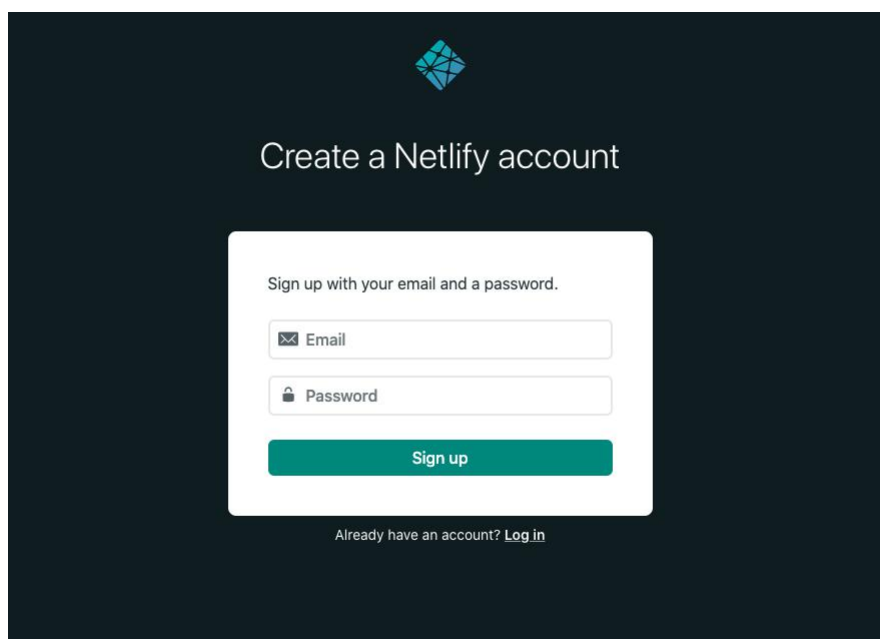 Create a Netlify account
Sign up with your email and a password.
Email
Password
Sign up
Already have an account? Log in